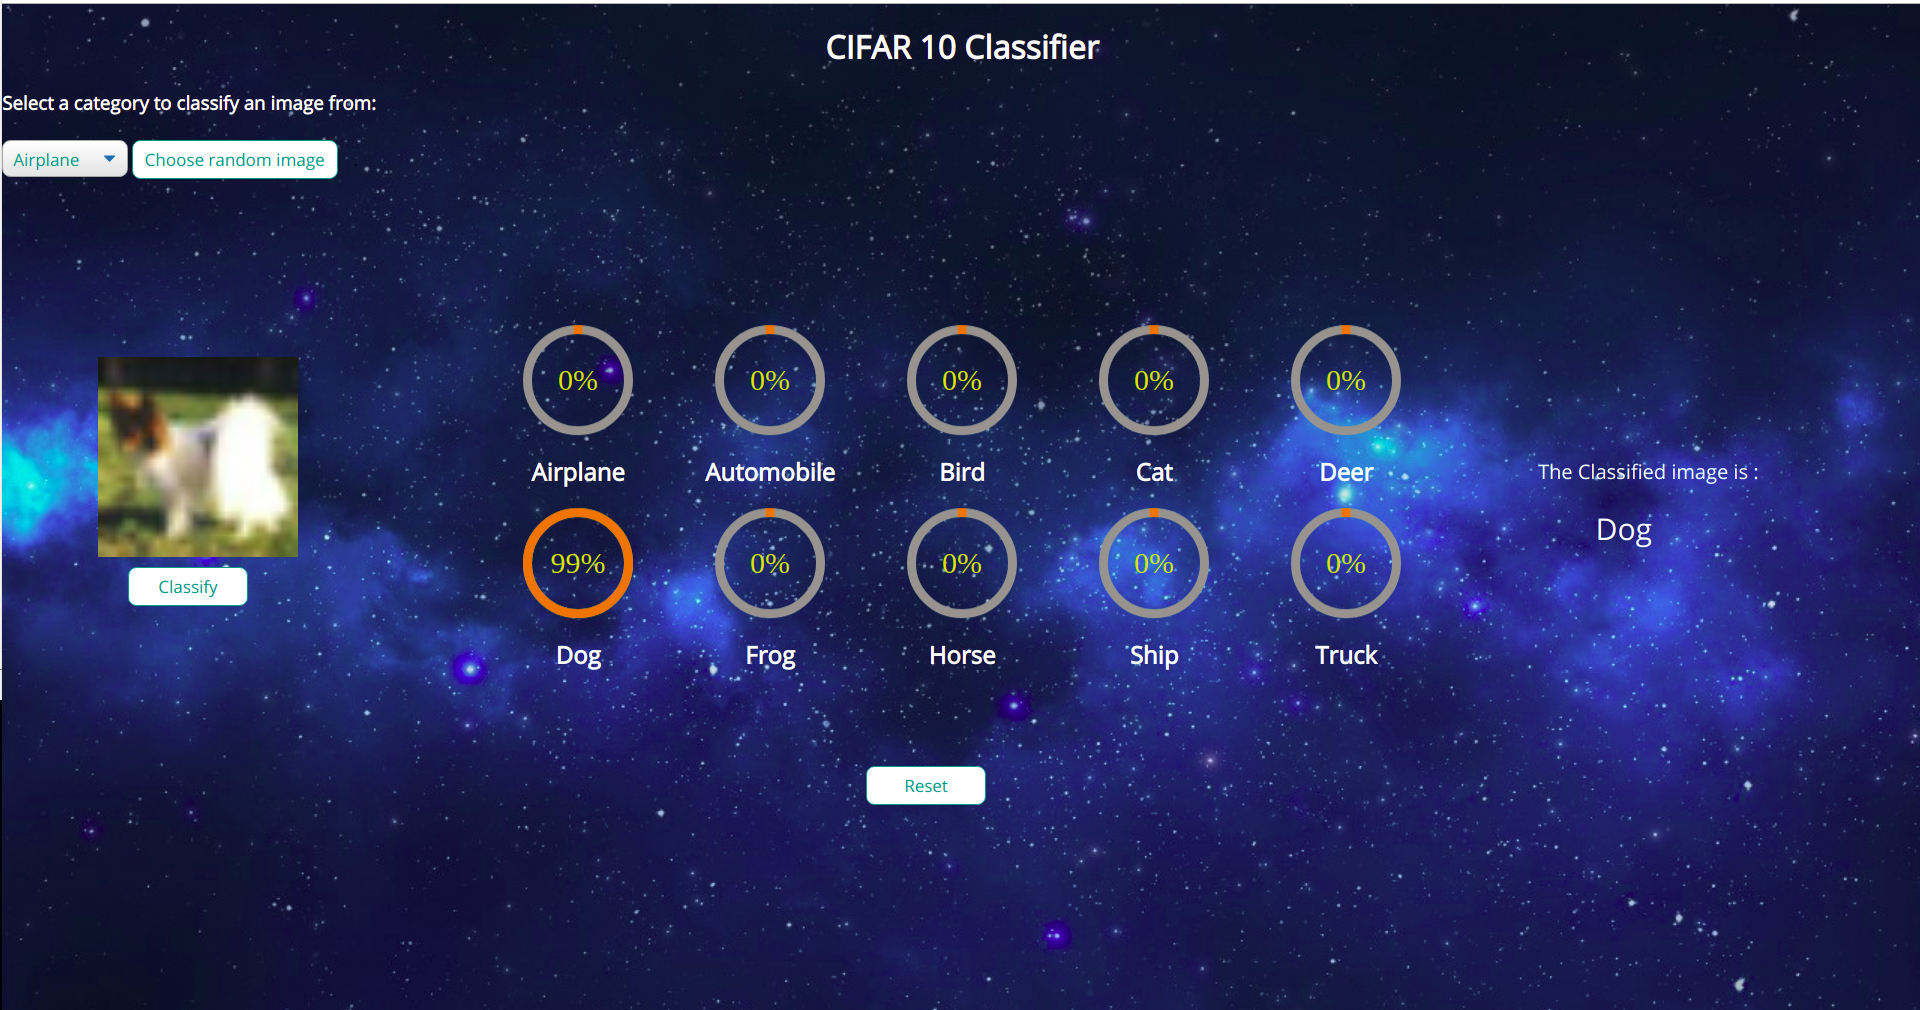 CIFAR 10 Classifier
Select a category to classify an image from:
Airplane Choose random image
0% 0% 0% 0% 0%
Airplane Automobile Bird Cat Deer
The Classified image is :
Dog
99% 0% 0% 0% 0%
Classify
Dog Frog Horse Ship Truck
Reset